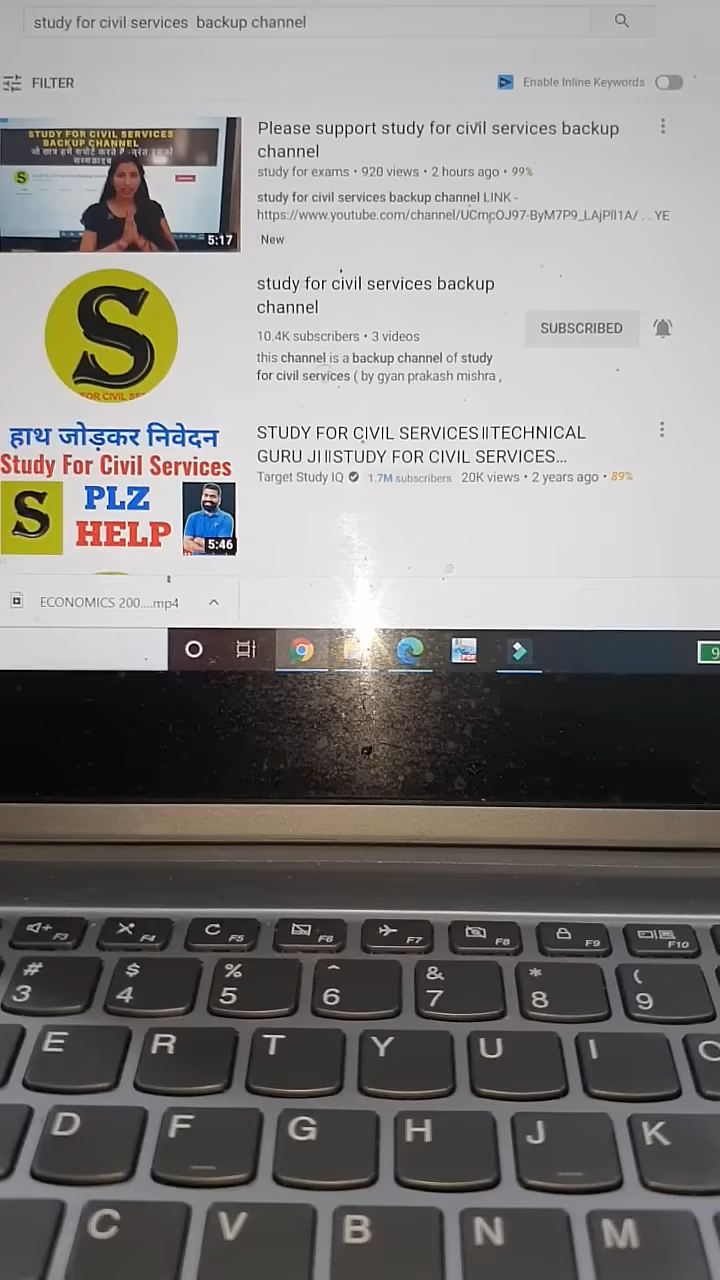 study for civil services backup channel
FILTER
Enable Inline Keywords
STUDY FOR CIVIL SERVICES
BACKUP CHANNEL
Please support study for civil services backup
channel
study for exams • 920 views • 2 hours ago • 99%
study for civil services backup channel LINK -
https://www.youtube.com/channel/UCmcOJ97-ByM7P9_LAjPll1A/ . . YE
New
5:17
S
study for civil services backup
channel
10.4K subscribers • 3 videos
this channel is a backup channel of study
for civil services ( by gyan prakash mishra ,
SUBSCRIBED
हाथ जोड़कर निवेदन
Study For Civil Services
S
PLZ
HELP
5:46
STUDY FOR CIVIL SERVICES॥TECHNICAL
GURU JI॥STUDY FOR CIVIL SERVICES...
Target Study IQ 1.7M subscribers 20K views • 2 years ago • 89%
ECONOMICS 200....mp4
PDF
9
F3 F4 C F5 F6 F7 F8 F9 F10
# $ % ^ & * (
3 4 5 6 7 8 9
E R T Y U I
D F G H J K
C V B N M